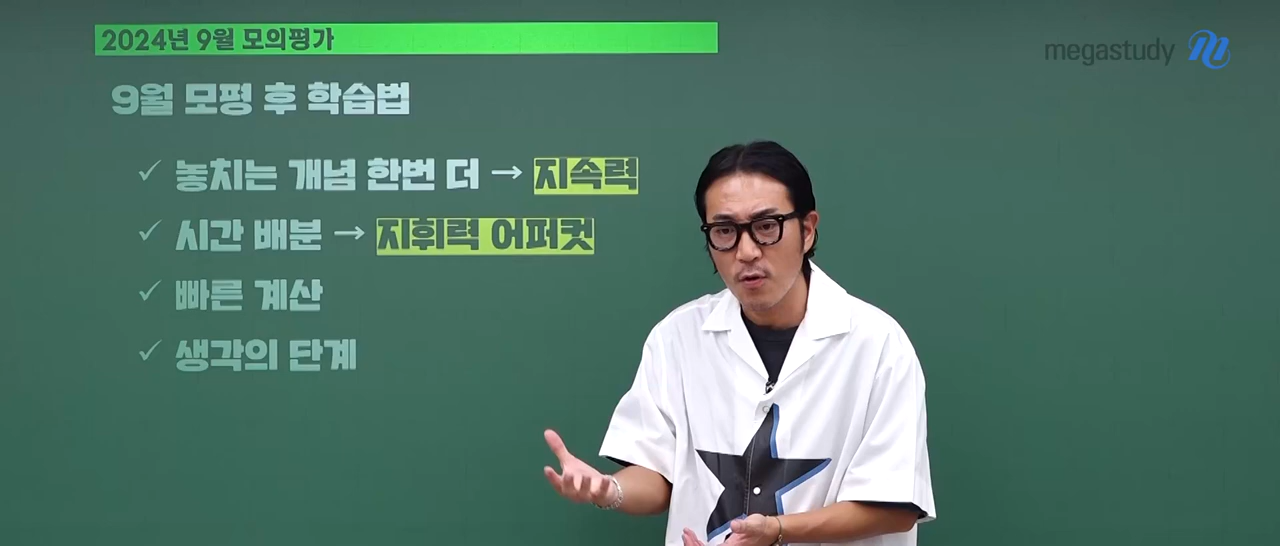 2024년 9월 모의평가
megastudy
9월 모평 후 학습법
✓ 놓치는 개념 한번 더 → 지속력
✓ 시간 배분 → 지휘력 어퍼컷
✓ 빠른 계산
✓ 생각의 단계